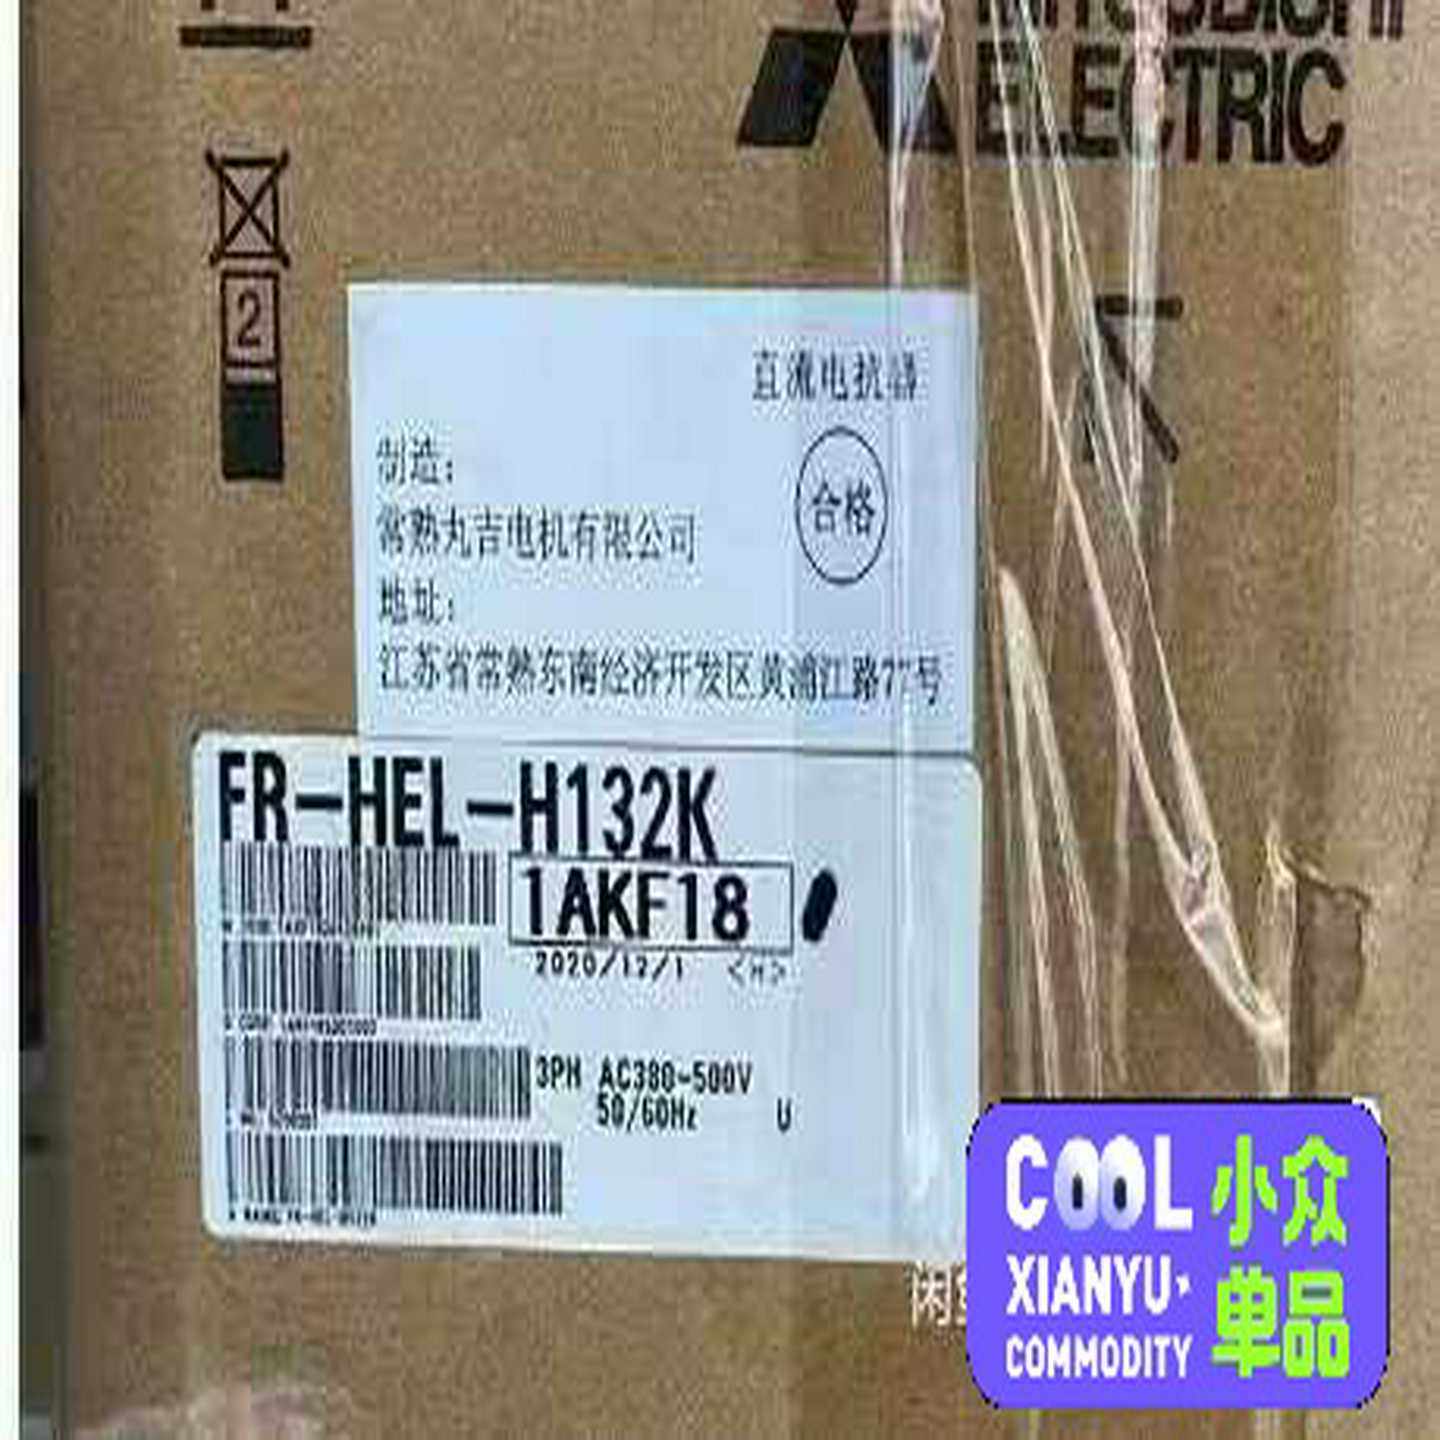 ELECTRIC
2
直流电抗器
制造:
合格
常熟丸吉电机有限公司
地址:
江苏省常熟东南经济开发区黄浦江路
号
FR-HEL-H132K
1AKF18
2020/12/1 <H>
3PH AC380-500V
50/60Hz U
COOL 小众
XIANYU
单品
COMMODITY